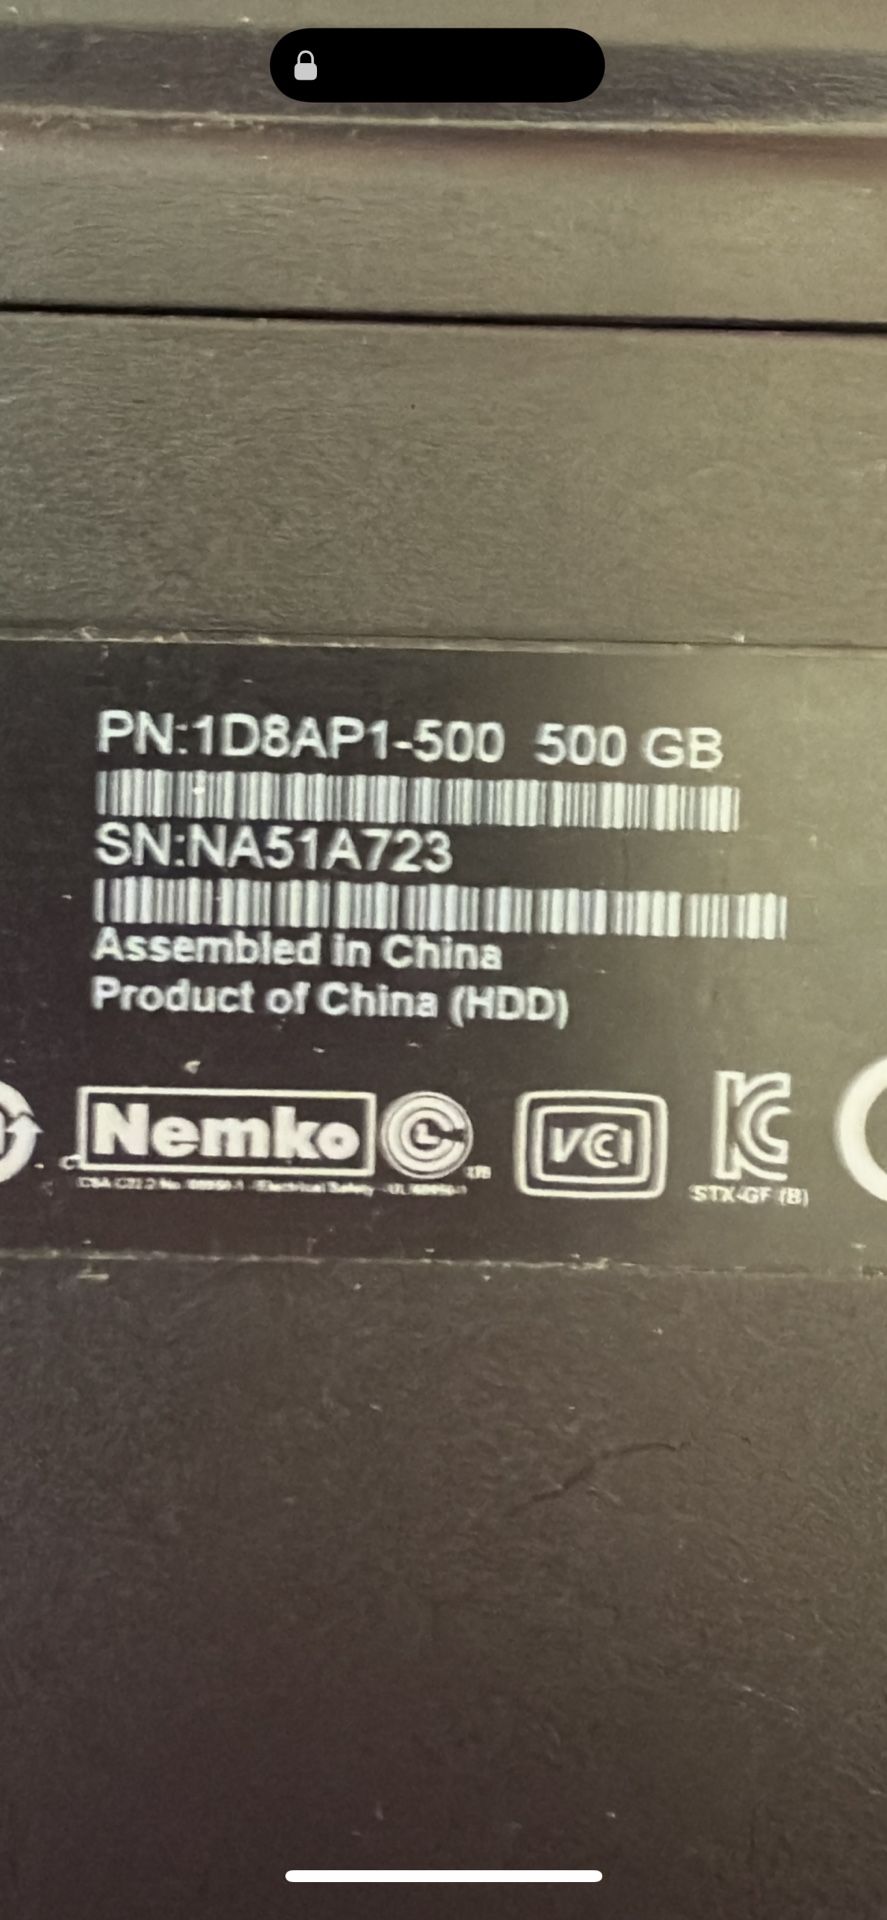 PN:1D8AP1-500 500 GB
SN:NA51A723
Assembled in China
Product of China (HDD)
Nemko
VCI
STX-GF (B)